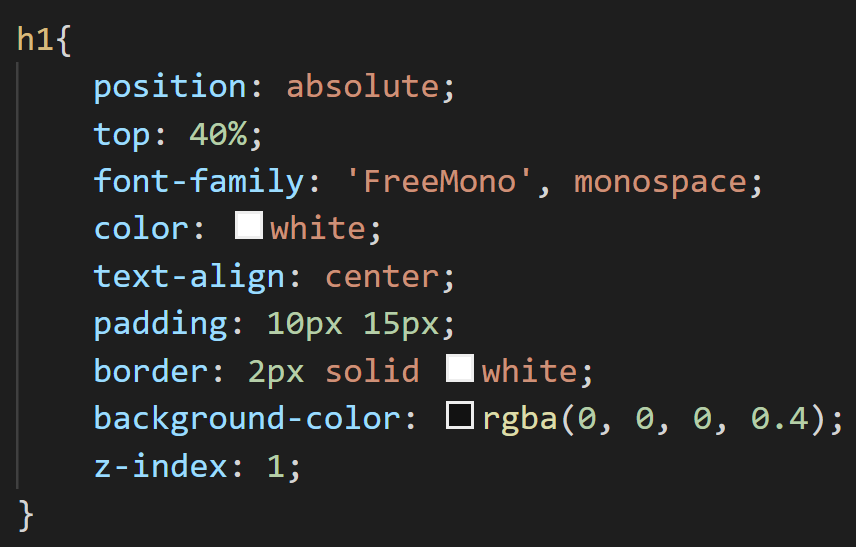 h1{
    position: absolute;
    top: 40%;
    font-family: 'FreeMono', monospace;
    color: white;
    text-align: center;
    padding: 10px 15px;
    border: 2px solid white;
    background-color: rgba(0, 0, 0, 0.4);
    z-index: 1;
}